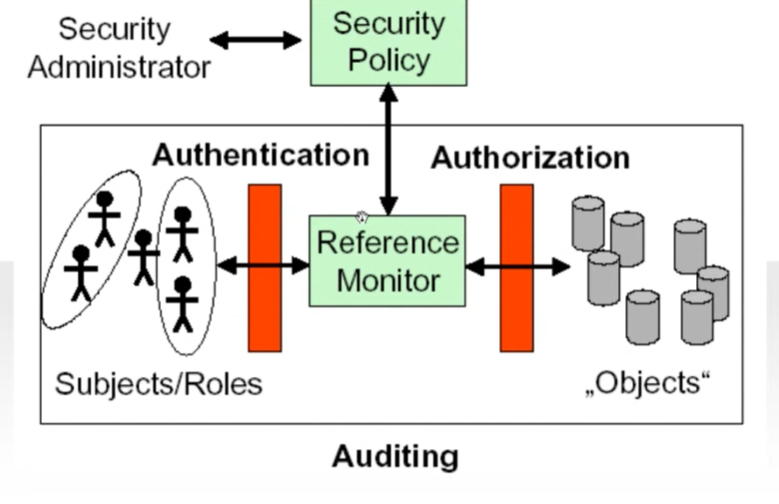 Security
Administrator
Security
Policy
Authentication
Authorization
Reference
Monitor
Subjects/Roles
„Objects“
Auditing